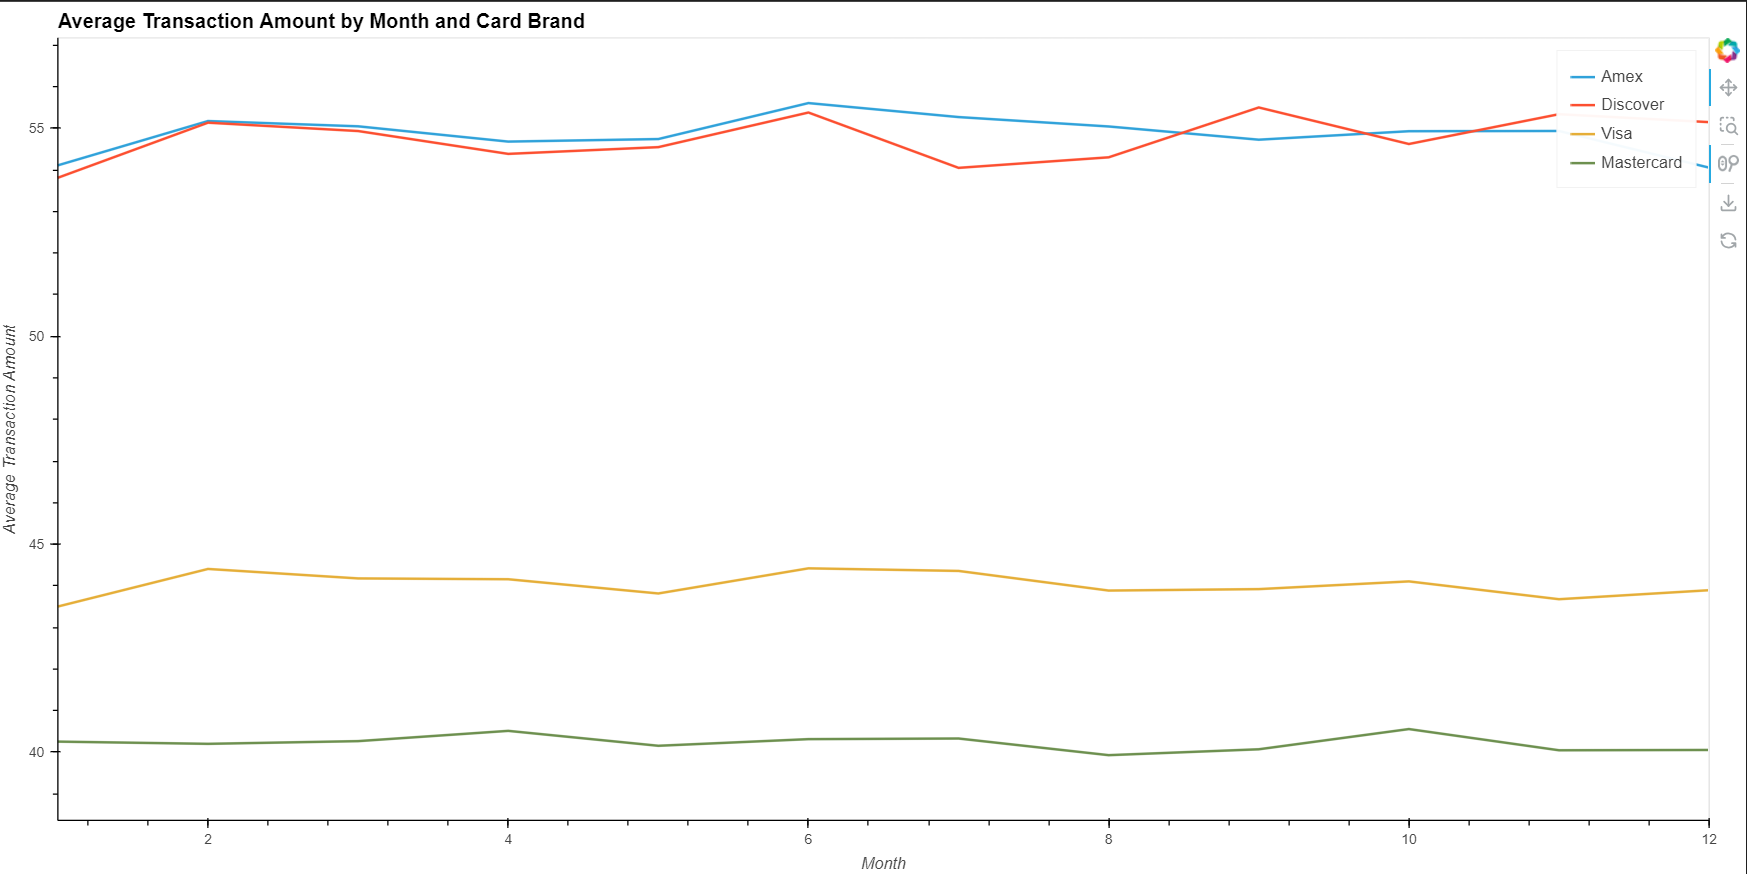 Average Transaction Amount by Month and Card Brand
Amex
Discover
Visa
Mastercard
55
50
45
40
Average Transaction Amount
2 4 6 8 10 12
Month